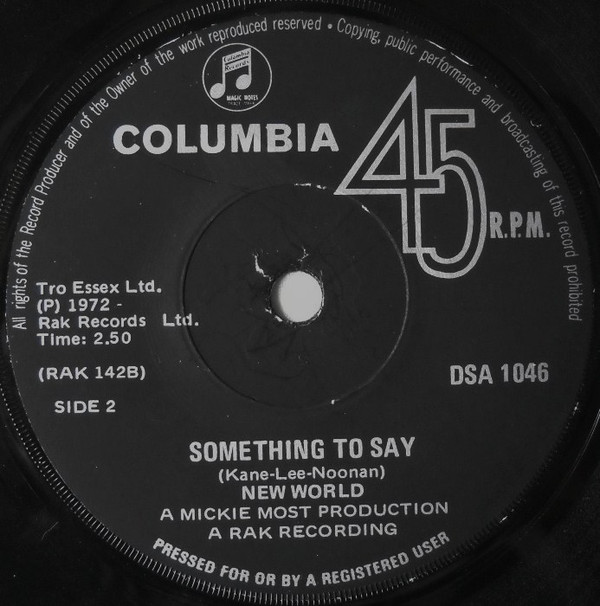 All rights of the Record Producer and of the Owner of the work reproduced reserved • Copying, public performance and broadcasting of this record prohibited
Columbia
Records
MAGIC NOTES
COLUMBIA
45
R.P.M.
Tro Essex Ltd.
(P) 1972 -
Rak Records Ltd.
Time: 2.50
(RAK 142B)
DSA 1046
SIDE 2
SOMETHING TO SAY
(Kane-Lee-Noonan)
NEW WORLD
A MICKIE MOST PRODUCTION
A RAK RECORDING
PRESSED FOR OR BY A REGISTERED USER